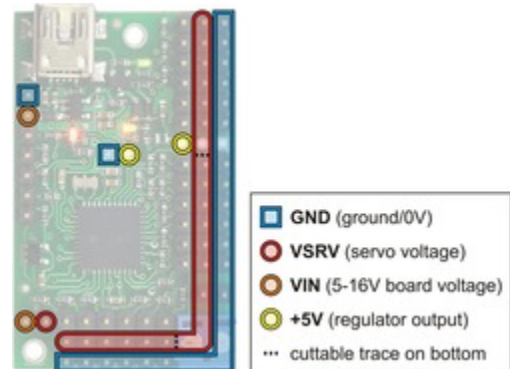 GND (ground/0V)
VSRV (servo voltage)
VIN (5-16V board voltage)
+5V (regulator output)
cuttable trace on bottom